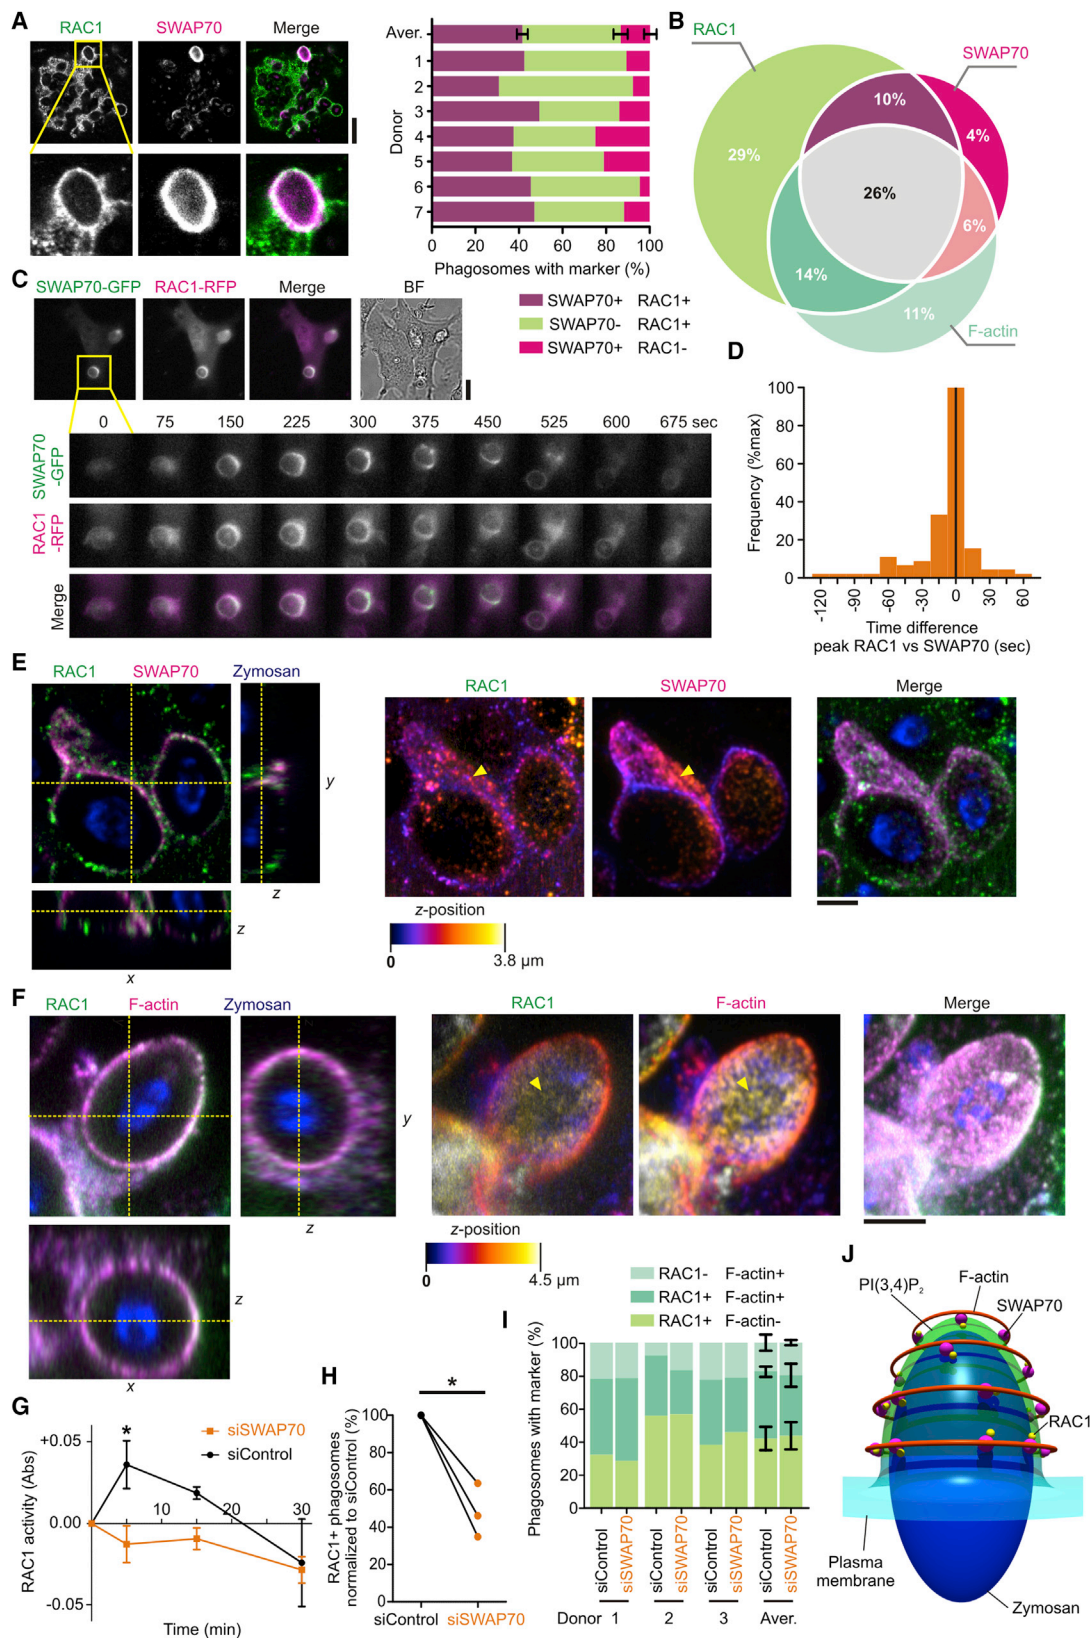 A
RAC1 SWAP70 Merge
Aver.
1
2
3
4
5
6
7
Donor
0 20 40 60 80 100
Phagosomes with marker (%)
SWAP70+ RAC1+
SWAP70- RAC1+
SWAP70+ RAC1-
B
RAC1
SWAP70
10%
4%
29%
26%
6%
14%
11%
F-actin
C
SWAP70-GFP RAC1-RFP Merge BF
0 75 150 225 300 375 450 525 600 675 sec
SWAP70
-GFP
RAC1
-RFP
Merge
D
100
80
60
40
20
0
Frequency (%max)
-120 -90 -60 -30 0 30 60
Time difference
peak RAC1 vs SWAP70 (sec)
E
RAC1 SWAP70 Zymosan
y
z
z
x
RAC1 SWAP70 Merge
z-position
0 3.8 µm
F
RAC1 F-actin Zymosan
y
z
z
x
RAC1 F-actin Merge
z-position
0 4.5 µm
G
+0.05
0.00
-0.05
RAC1 activity (Abs)
*
siSWAP70
siControl
10 20 30
Time (min)
H
*
100
80
60
40
20
0
RAC1+ phagosomes
normalized to siControl (%)
siControl siSWAP70
I
RAC1- F-actin+
RAC1+ F-actin+
RAC1+ F-actin-
100
80
60
40
20
0
Phagosomes with marker (%)
siControl
siSWAP70
siControl
siSWAP70
siControl
siSWAP70
siControl
siSWAP70
Donor 1 2 3 Aver.
J
F-actin
PI(3,4)P2
SWAP70
RAC1
Plasma
membrane
Zymosan